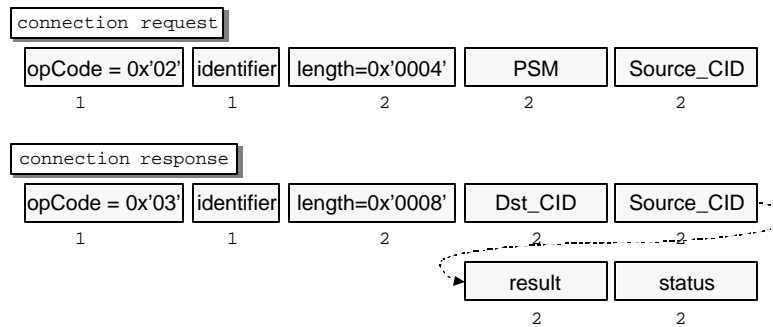 connection request
opCode = 0x'02' identifier length=0x'0004' PSM Source_CID
1 1 2 2 2
connection response
opCode = 0x'03' identifier length=0x'0008' Dst_CID Source_CID
1 1 2 2 2
result status
2 2